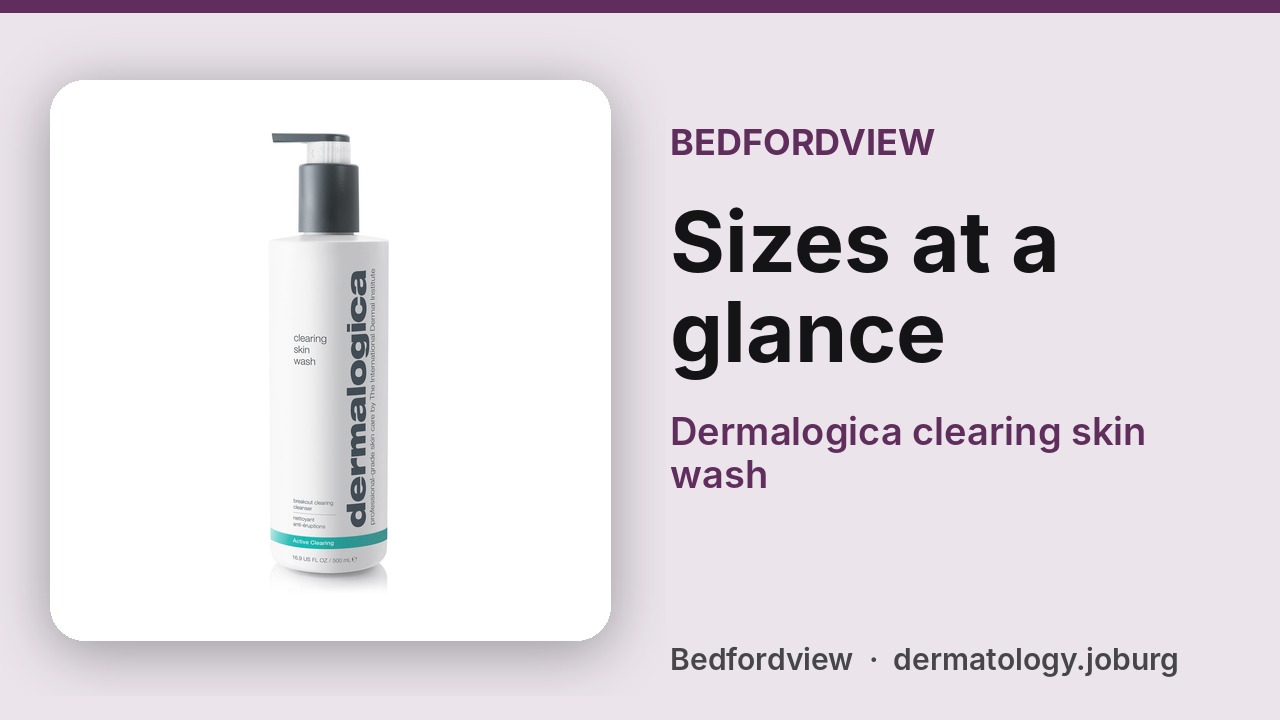 clearing
skin
wash
dermalogica
professional-grade skin care by The International Dermal Institute
breakout clearing
cleanser
nettoyant
anti-éruptions
Active Clearing
16.9 US FL OZ / 500 mL ℮
BEDFORDVIEW
Sizes at a
glance
Dermalogica clearing skin
wash
Bedfordview · dermatology.joburg